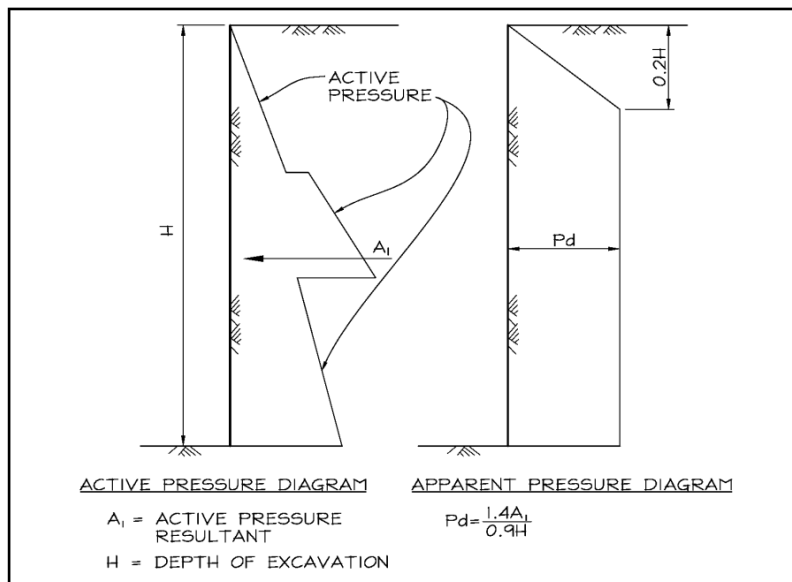 ACTIVE
PRESSURE
H
A₁
0.2H
Pd
ACTIVE PRESSURE DIAGRAM
A₁ = ACTIVE PRESSURE
RESULTANT
H = DEPTH OF EXCAVATION
APPARENT PRESSURE DIAGRAM
Pd=1.4A₁/0.9H